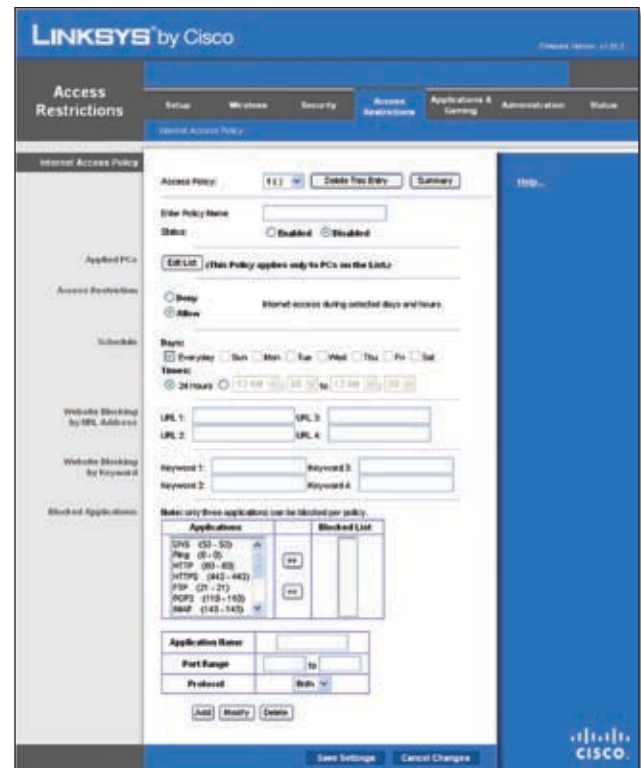 LINKSYS by Cisco
Access Restrictions
Setup Wireless Security Access Restrictions Applications & Gaming Administration Status
Internet Access Policy
Internet Access Policy
Access Policy: Delete This Entry Summary
Help...
Enter Policy Name
Status: Enabled Disabled
Applied PCs
Edit List (This Policy applies only to PCs on the List.)
Access Restriction
Deny
Allow
Internet access during selected days and hours.
Schedule
Days:
Everyday Sun Mon Tue Wed Thu Fri Sat
Times:
24 Hours to
Website Blocking by URL Address
URL 1: URL 3:
URL 2: URL 4:
Website Blocking by Keyword
Keyword 1: Keyword 3:
Keyword 2: Keyword 4:
Blocked Applications
Note: only three applications can be blocked per policy.
Applications Blocked List
DNS (53 - 53)
Ping (0 - 0)
HTTP (80 - 80)
HTTPS (443 - 443)
FTP (21 - 21)
POP3 (110 - 110)
IMAP (143 - 143)
>>
<<
Application Name
Port Range to
Protocol Both
Add Modify Delete
Save Settings Cancel Changes
CISCO